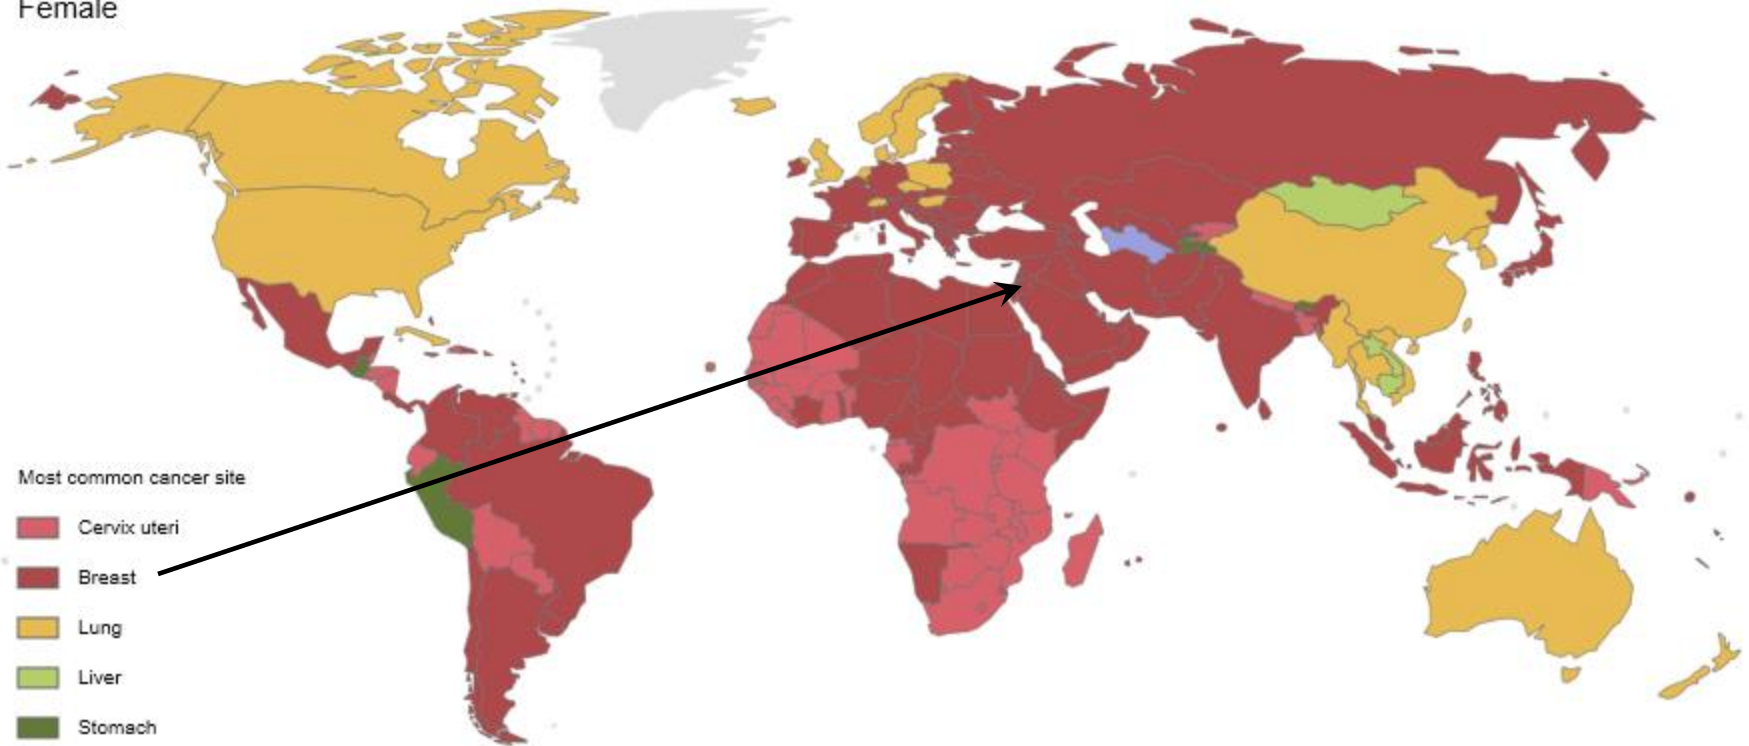 Female
Most common cancer site
Cervix uteri
Breast
Lung
Liver
Stomach